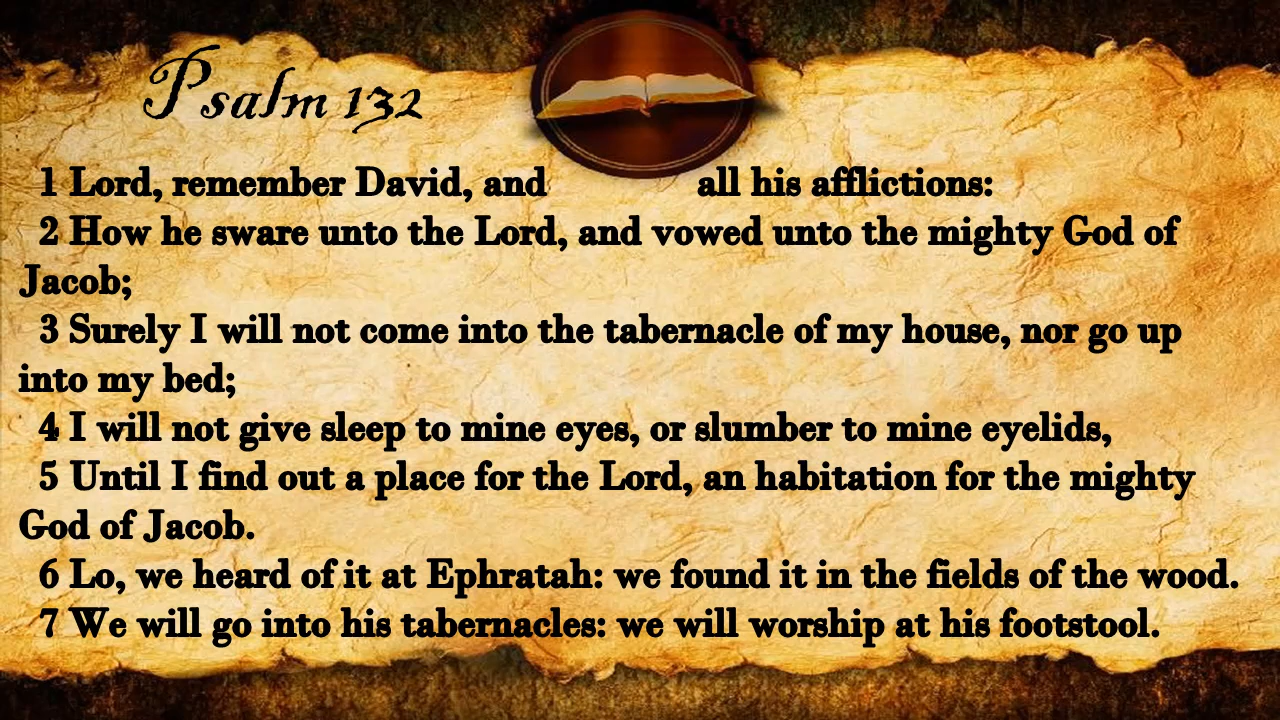 Psalm 132
1 Lord, remember David, and all his afflictions:
2 How he sware unto the Lord, and vowed unto the mighty God of
Jacob;
3 Surely I will not come into the tabernacle of my house, nor go up
into my bed;
4 I will not give sleep to mine eyes, or slumber to mine eyelids,
5 Until I find out a place for the Lord, an habitation for the mighty
God of Jacob.
6 Lo, we heard of it at Ephratah: we found it in the fields of the wood.
7 We will go into his tabernacles: we will worship at his footstool.